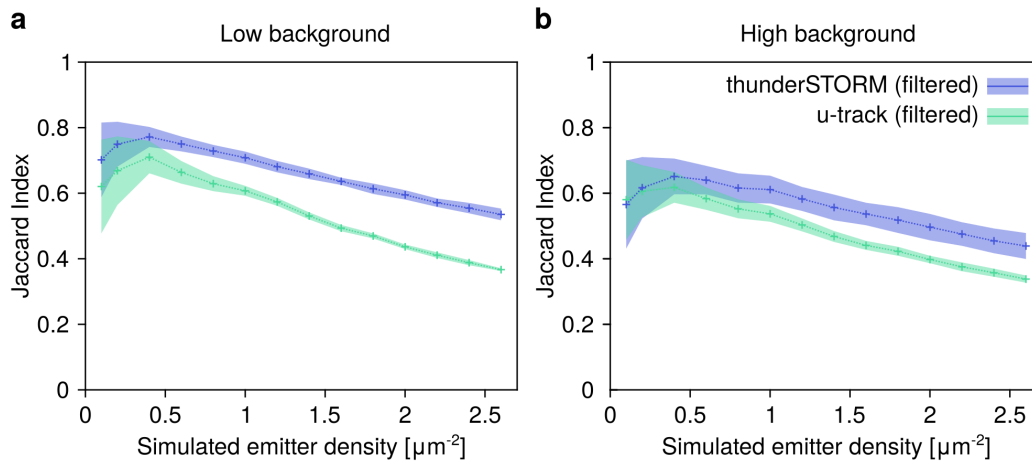 a
Low background
1
0.8
0.6
0.4
0.2
0
Jaccard Index
0 0.5 1 1.5 2 2.5
Simulated emitter density [µm⁻²]
b
High background
thunderSTORM (filtered)
u-track (filtered)
1
0.8
0.6
0.4
0.2
0
Jaccard Index
0 0.5 1 1.5 2 2.5
Simulated emitter density [µm⁻²]